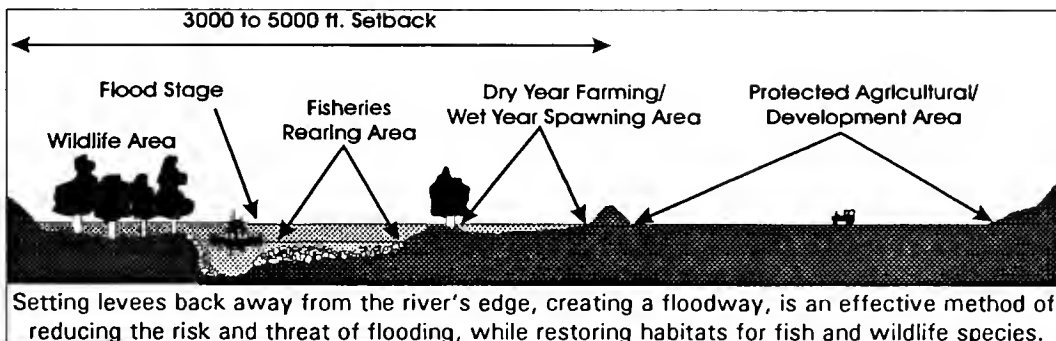 3000 to 5000 ft. Setback
Flood Stage
Fisheries
Rearing Area
Dry Year Farming/
Wet Year Spawning Area
Protected Agricultural/
Development Area
Wildlife Area
Setting levees back away from the river's edge, creating a floodway, is an effective method of
reducing the risk and threat of flooding, while restoring habitats for fish and wildlife species.